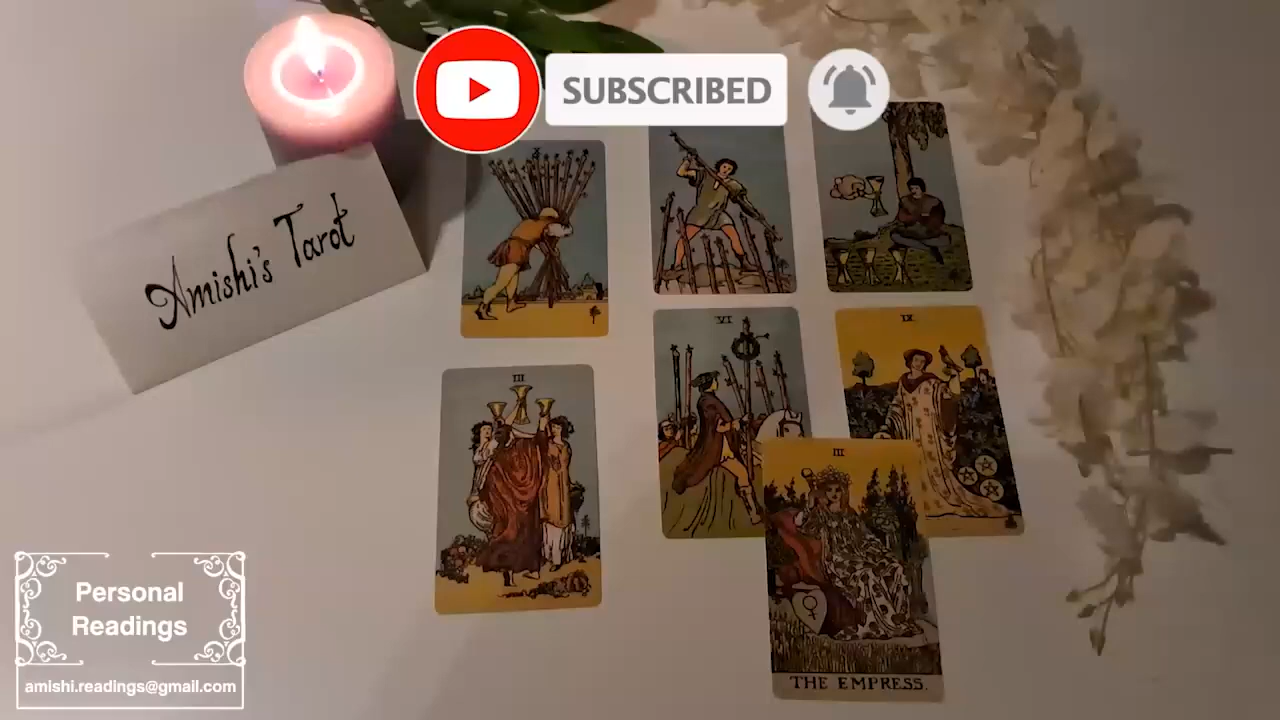 SUBSCRIBED
Amishi's Tarot
X
III
VI
IX
III
THE EMPRESS.
Personal
Readings
amishi.readings@gmail.com